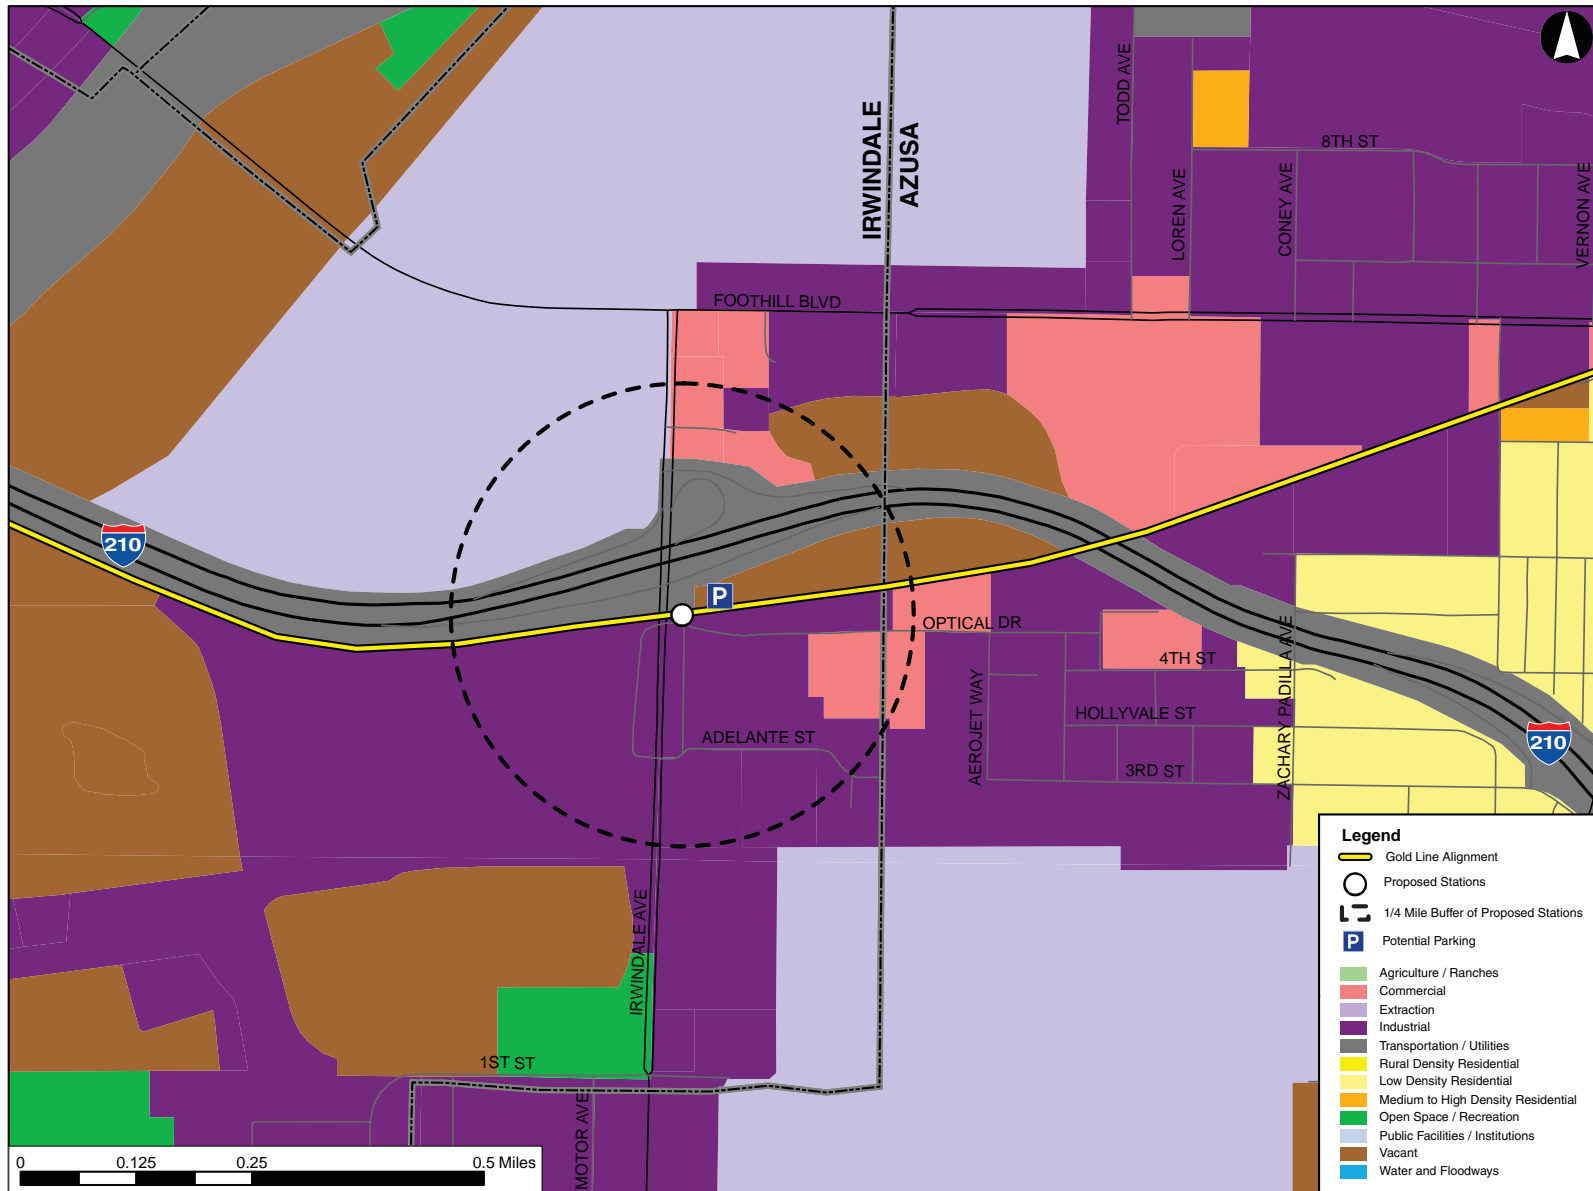 TODD AVE
LOREN AVE
8TH ST
CONEY AVE
VERNON AVE
IRWINDALE
AZUSA
FOOTHILL BLVD
210
P
OPTICAL DR
4TH ST
AEROJET WAY
HOLLYVALE ST
ZACHARY PADILLA AVE
ADELANTE ST
3RD ST
210
IRWINDALE AVE
1ST ST
MOTOR AVE
0 0.125 0.25 0.5 Miles
Legend
Gold Line Alignment
Proposed Stations
1/4 Mile Buffer of Proposed Stations
P Potential Parking
Agriculture / Ranches
Commercial
Extraction
Industrial
Transportation / Utilities
Rural Density Residential
Low Density Residential
Medium to High Density Residential
Open Space / Recreation
Public Facilities / Institutions
Vacant
Water and Floodways